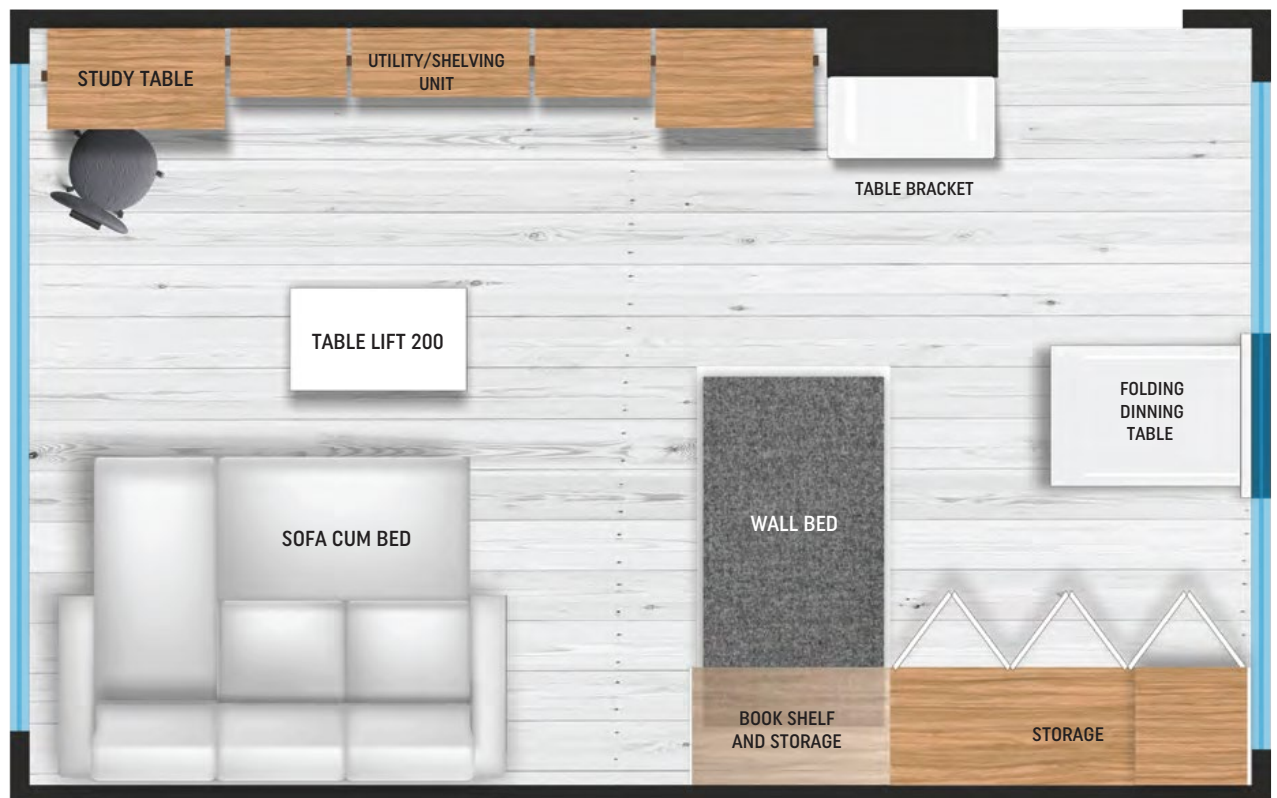 STUDY TABLE
UTILITY/SHELVING
UNIT
TABLE BRACKET
TABLE LIFT 200
FOLDING
DINNING
TABLE
WALL BED
SOFA CUM BED
BOOK SHELF
AND STORAGE
STORAGE